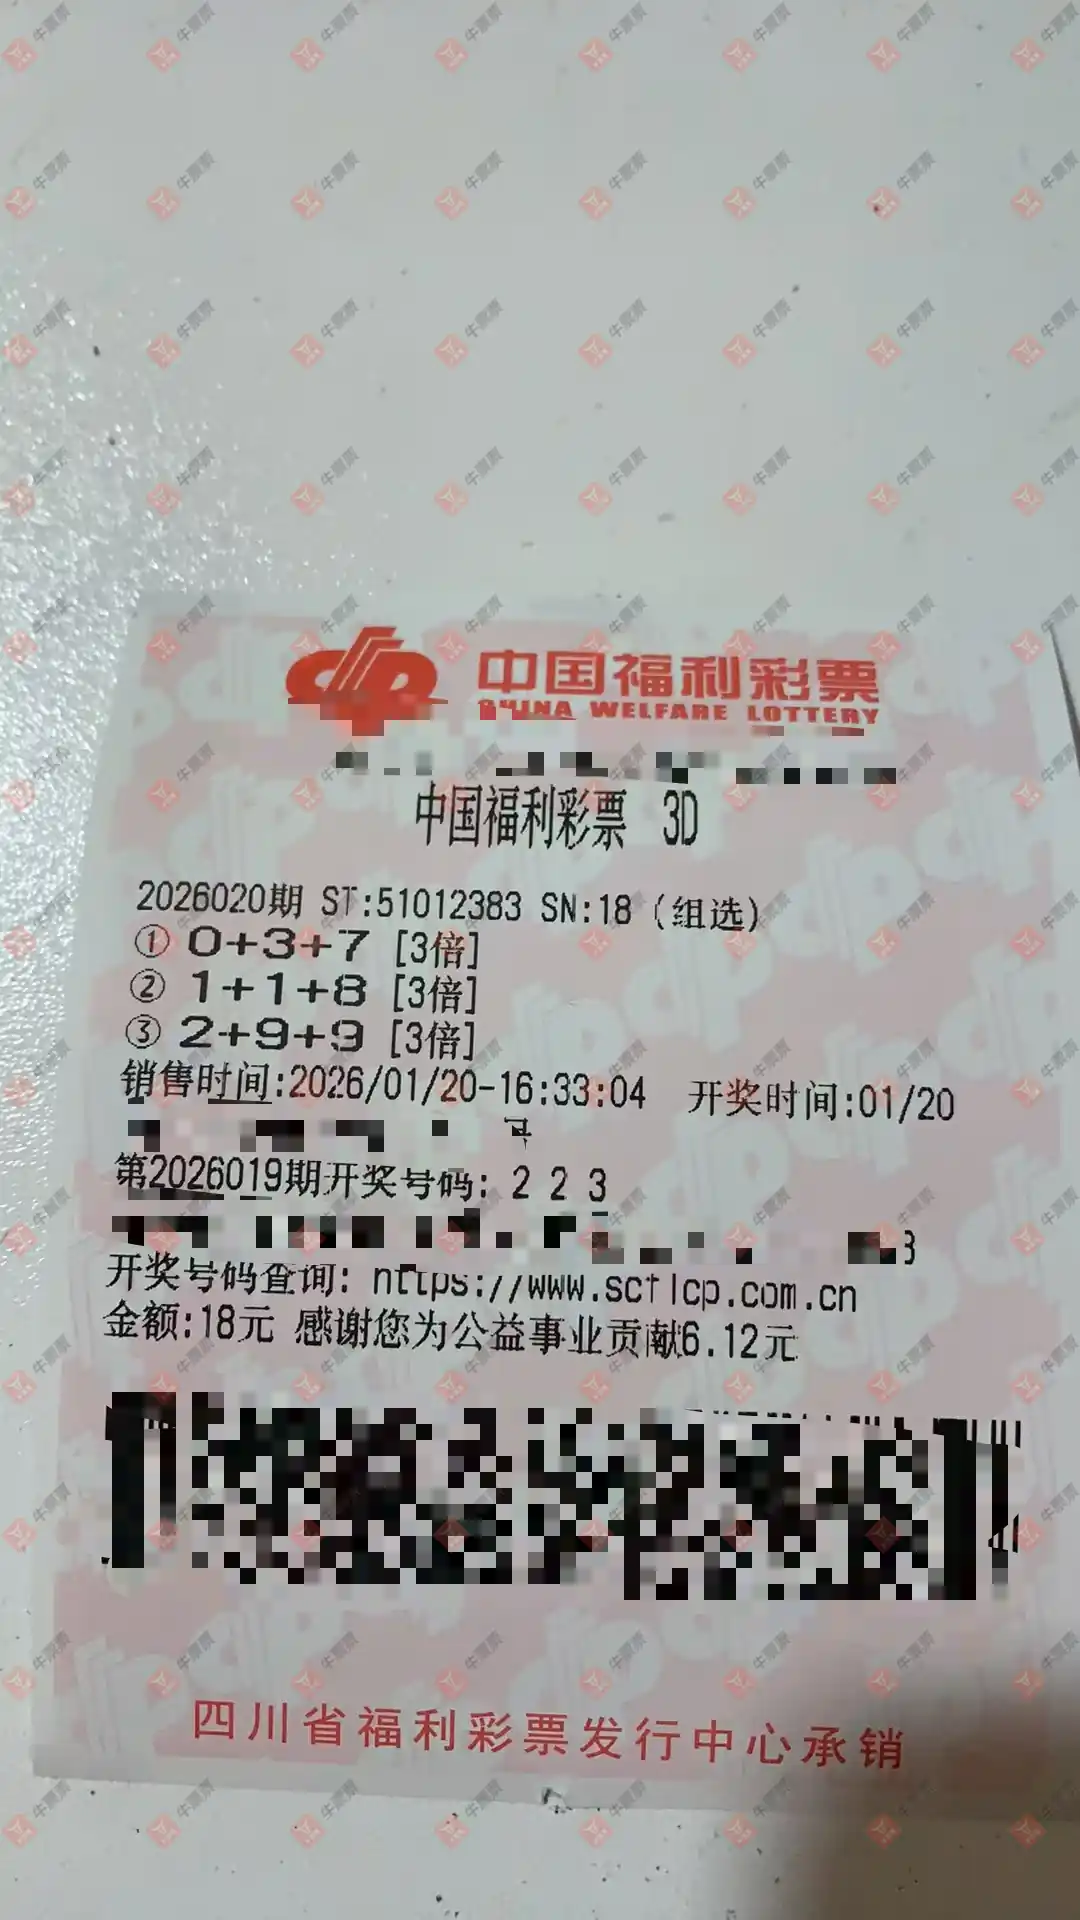 中国福利彩票
CHINA WELFARE LOTTERY
中国福利彩票 3D
2026020期 ST:51012383 SN:18 (组选)
① 0+3+7 [3倍]
② 1+1+8 [3倍]
③ 2+9+9 [3倍]
销售时间:2026/01/20-16:33:04 开奖时间:01/20
第2026019期开奖号码: 2 2 3
开奖号码查询: https://www.scflcp.com.cn
金额:18元 感谢您为公益事业贡献6.12元
四川省福利彩票发行中心承销
牛票票